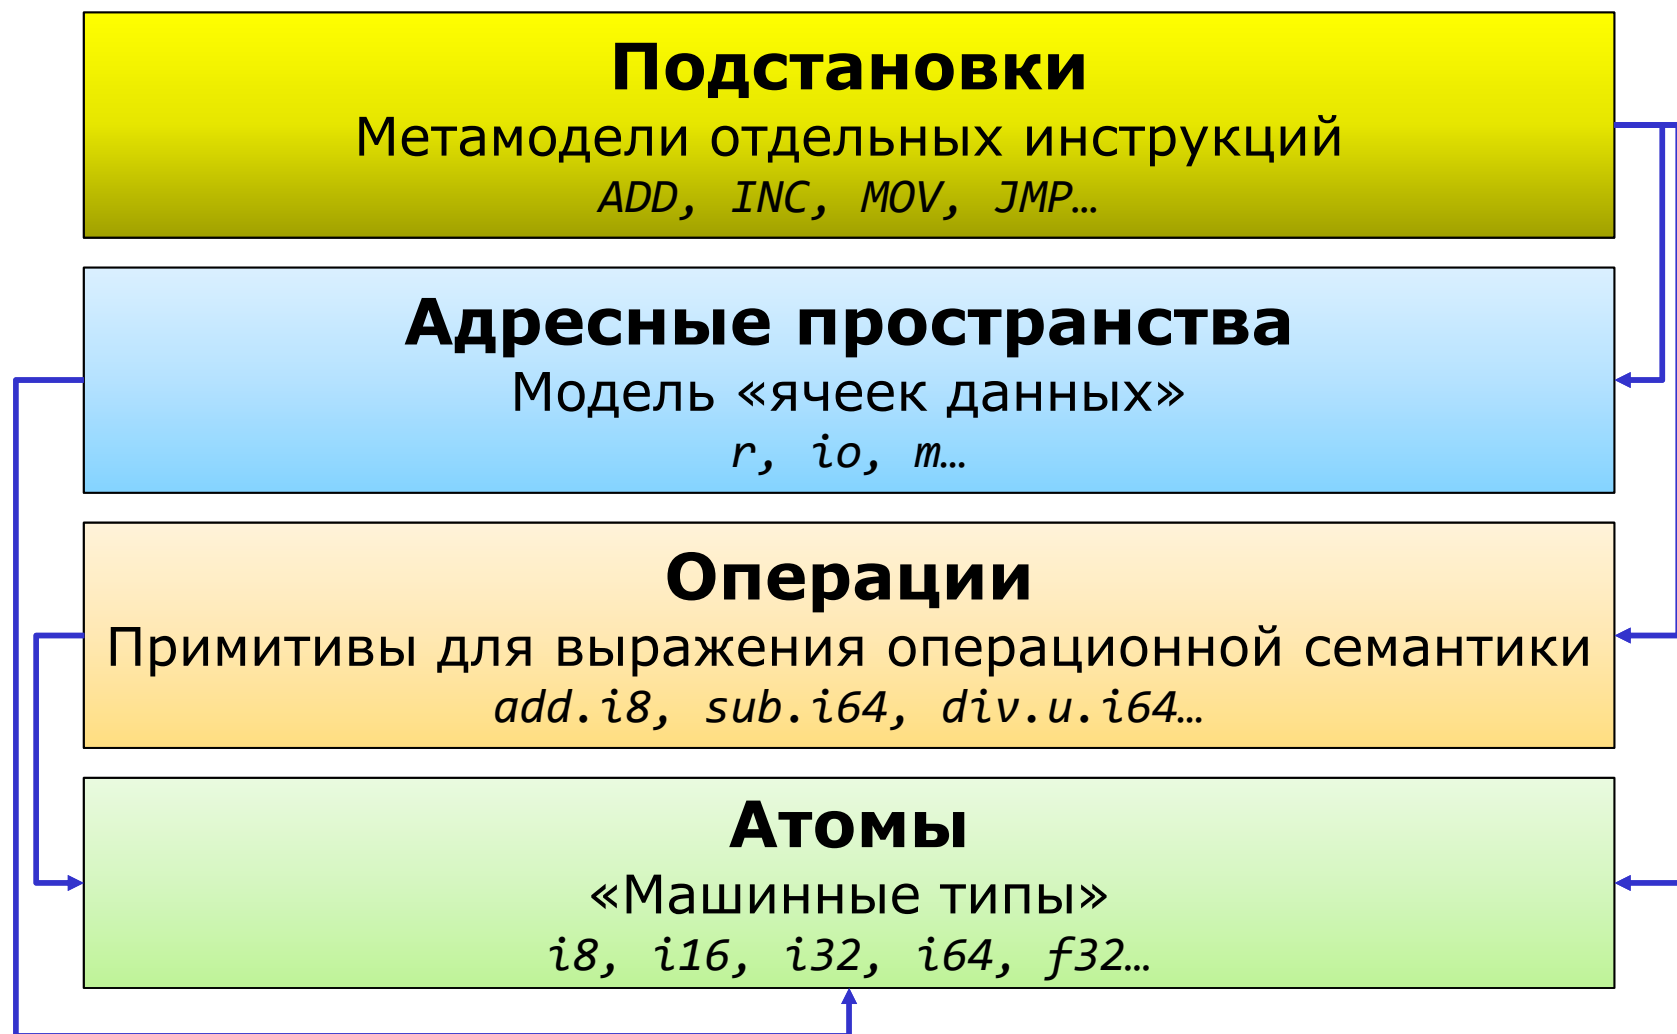 Подстановки
Метамодели отдельных инструкций
ADD, INC, MOV, JMP…
Адресные пространства
Модель «ячеек данных»
r, io, m…
Операции
Примитивы для выражения операционной семантики
add.i8, sub.i64, div.u.i64…
Атомы
«Машинные типы»
i8, i16, i32, i64, f32…